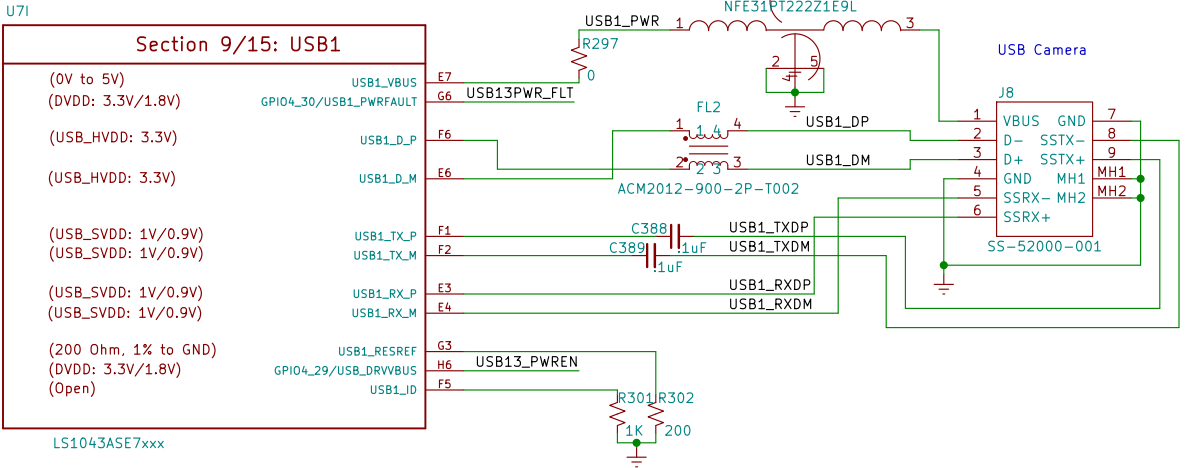 U7I
Section 9/15: USB1
(0V to 5V)
USB1_VBUS
E7
(DVDD: 3.3V/1.8V)
GPIO4_30/USB1_PWRFAULT
G6
USB13PWR_FLT
(USB_HVDD: 3.3V)
USB1_D_P
F6
(USB_HVDD: 3.3V)
USB1_D_M
E6
(USB_SVDD: 1V/0.9V)
USB1_TX_P
F1
(USB_SVDD: 1V/0.9V)
USB1_TX_M
F2
(USB_SVDD: 1V/0.9V)
USB1_RX_P
E3
(USB_SVDD: 1V/0.9V)
USB1_RX_M
E4
(200 Ohm, 1% to GND)
USB1_RESREF
G3
(DVDD: 3.3V/1.8V)
GPIO4_29/USB_DRVVBUS
H6
USB13_PWREN
(Open)
USB1_ID
F5
LS1043ASE7xxx
USB1_PWR
R297
0
NFE31PT222Z1E9L
1
3
2
4
5
FL2
1
1 4
4
2
2 3
3
ACM2012-900-2P-T002
USB1_DP
USB1_DM
C388
.1uF
C389
.1uF
USB1_TXDP
USB1_TXDM
USB1_RXDP
USB1_RXDM
R301
1K
R302
200
USB Camera
J8
1 VBUS GND 7
2 D- SSTX- 8
3 D+ SSTX+ 9
4 GND MH1 MH1
5 SSRX- MH2 MH2
6 SSRX+
SS-52000-001